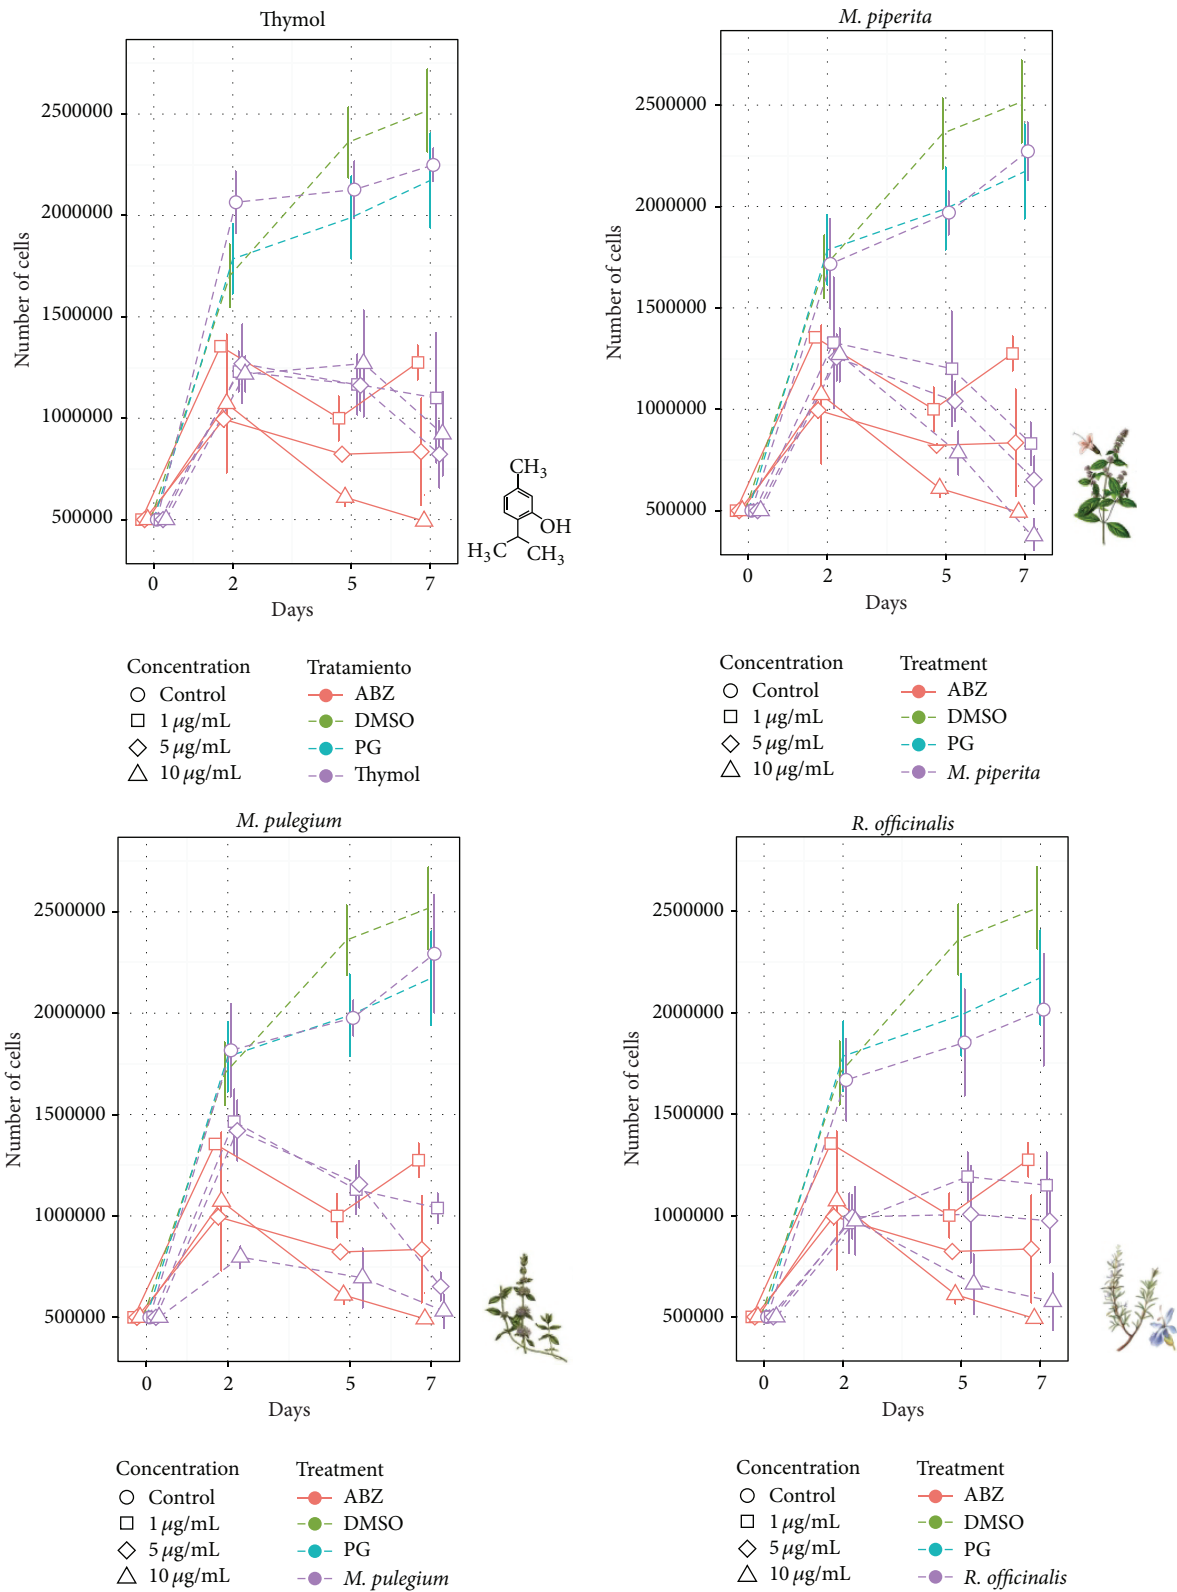 Thymol
Number of cells
2500000
2000000
1500000
1000000
500000
0 2 5 7
Days
CH3
OH
H3C CH3
Concentration
Control
1 µg/mL
5 µg/mL
10 µg/mL
Tratamiento
ABZ
DMSO
PG
Thymol
M. piperita
Number of cells
2500000
2000000
1500000
1000000
500000
0 2 5 7
Days
Concentration
Control
1 µg/mL
5 µg/mL
10 µg/mL
Treatment
ABZ
DMSO
PG
M. piperita
M. pulegium
Number of cells
2500000
2000000
1500000
1000000
500000
0 2 5 7
Days
Concentration
Control
1 µg/mL
5 µg/mL
10 µg/mL
Treatment
ABZ
DMSO
PG
M. pulegium
R. officinalis
Number of cells
2500000
2000000
1500000
1000000
500000
0 2 5 7
Days
Concentration
Control
1 µg/mL
5 µg/mL
10 µg/mL
Treatment
ABZ
DMSO
PG
R. officinalis